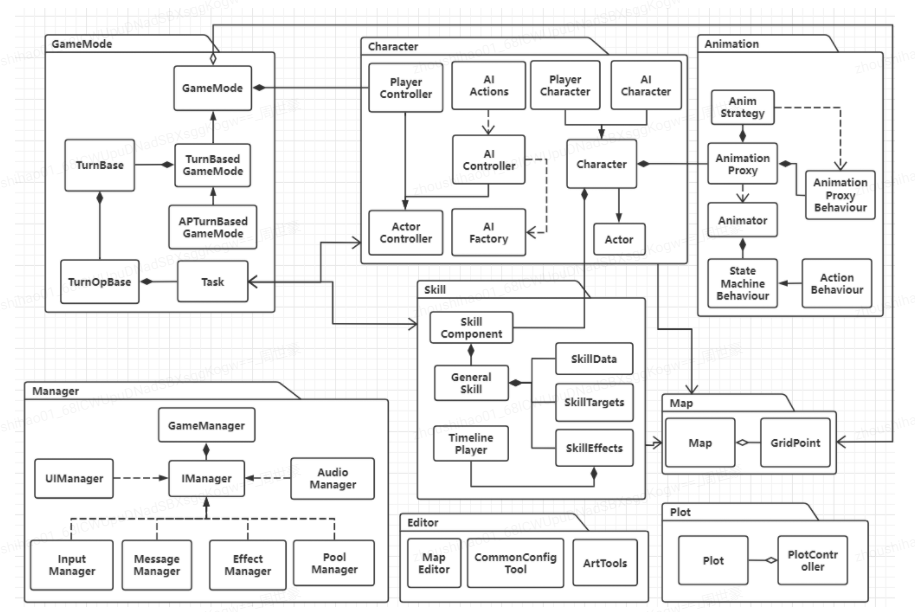 GameMode
GameMode
TurnBase
TurnBased
GameMode
APTurnBased
GameMode
TurnOpBase
Task
Character
Player
Controller
AI
Actions
Player
Character
AI
Character
AI
Controller
Character
Actor
Controller
AI
Factory
Actor
Animation
Anim
Strategy
Animation
Proxy
Animation
Proxy
Behaviour
Animator
State
Machine
Behaviour
Action
Behaviour
Skill
Skill
Component
General
Skill
SkillData
SkillTargets
Timeline
Player
SkillEffects
Manager
GameManager
UIManager
IManager
Audio
Manager
Input
Manager
Message
Manager
Effect
Manager
Pool
Manager
Map
Map
GridPoint
Editor
Map
Editor
CommonConfig
Tool
ArtTools
Plot
Plot
PlotContr
oller